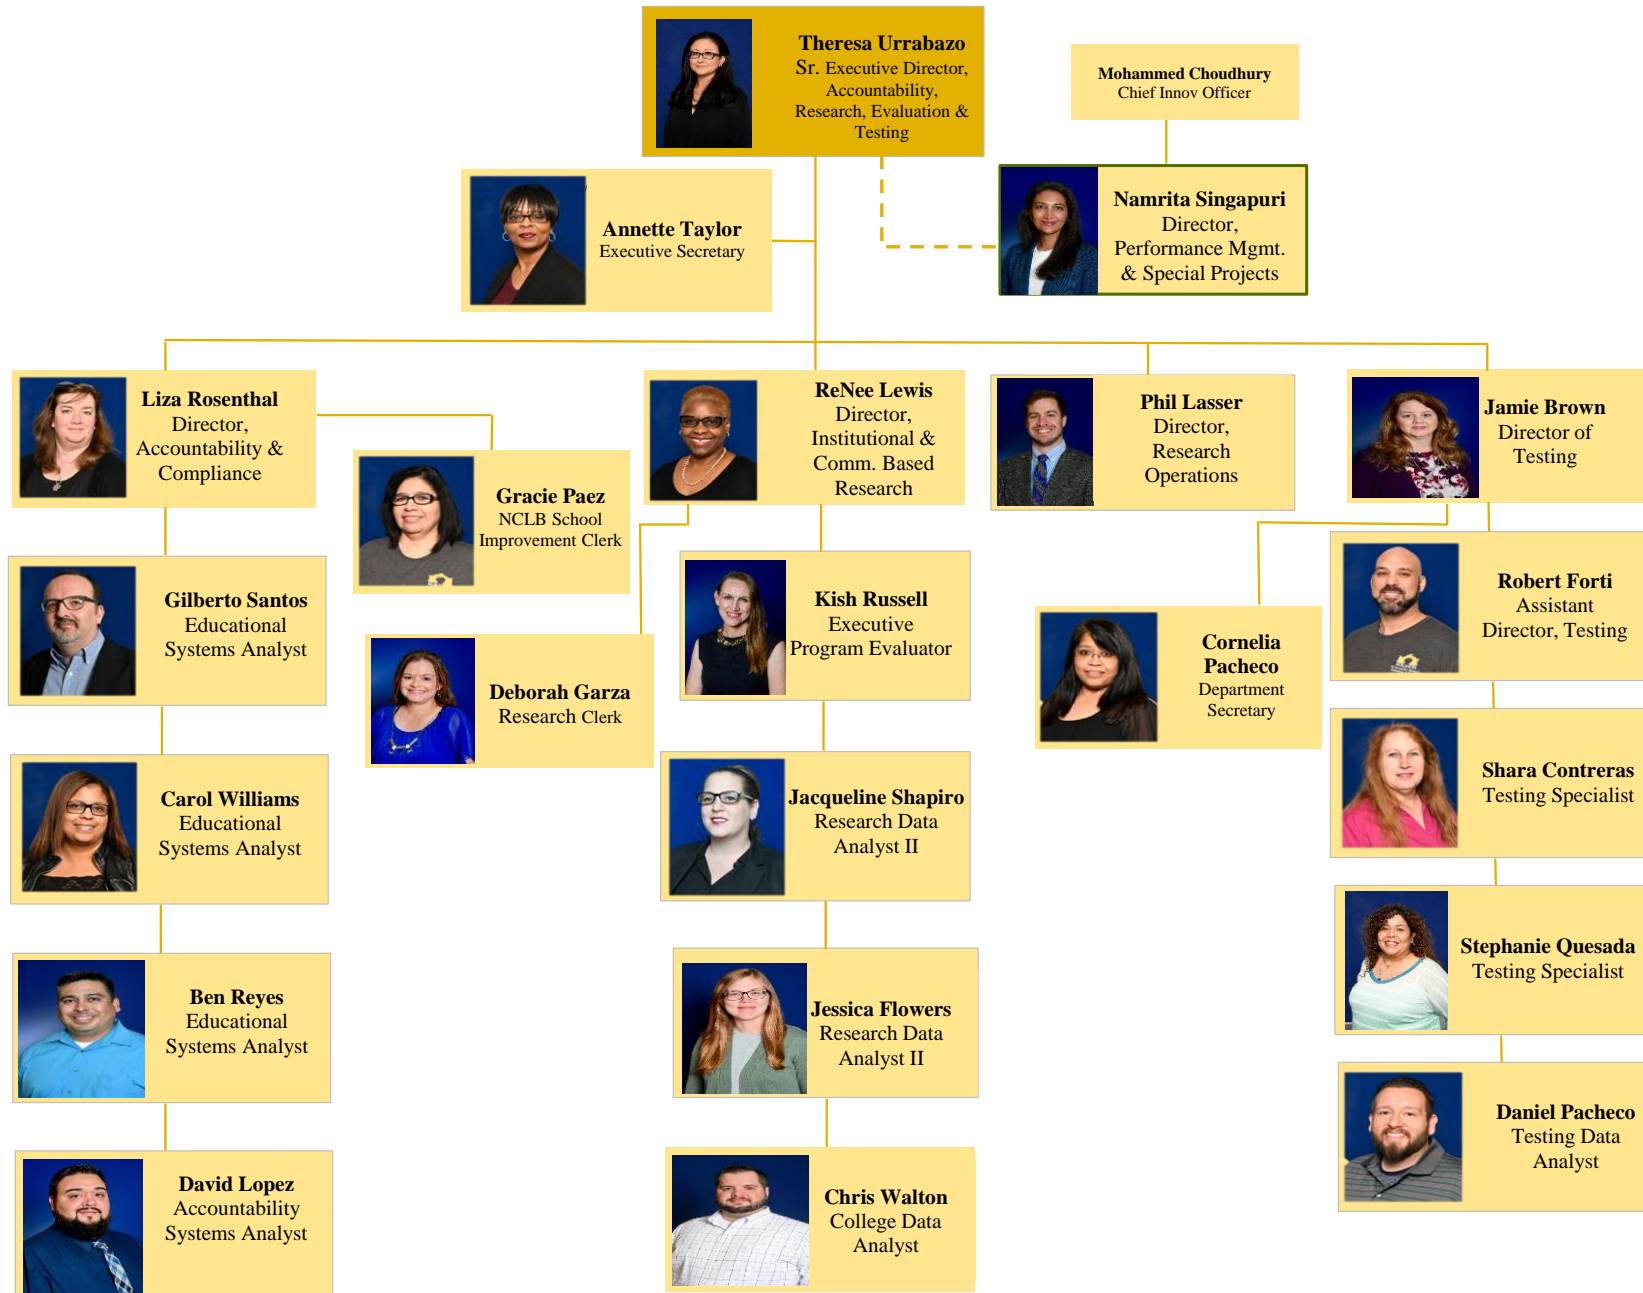 Theresa Urrabazo
Sr. Executive Director,
Accountability,
Research, Evaluation &
Testing
Mohammed Choudhury
Chief Innov Officer
Annette Taylor
Executive Secretary
Namrita Singapuri
Director,
Performance Mgmt.
& Special Projects
Liza Rosenthal
Director,
Accountability &
Compliance
Gracie Paez
NCLB School
Improvement Clerk
ReNee Lewis
Director,
Institutional &
Comm. Based
Research
Phil Lasser
Director,
Research
Operations
Jamie Brown
Director of
Testing
Gilberto Santos
Educational
Systems Analyst
Deborah Garza
Research Clerk
Kish Russell
Executive
Program Evaluator
Cornelia
Pacheco
Department
Secretary
Robert Forti
Assistant
Director, Testing
Carol Williams
Educational
Systems Analyst
Jacqueline Shapiro
Research Data
Analyst II
Shara Contreras
Testing Specialist
Ben Reyes
Educational
Systems Analyst
Jessica Flowers
Research Data
Analyst II
Stephanie Quesada
Testing Specialist
David Lopez
Accountability
Systems Analyst
Chris Walton
College Data
Analyst
Daniel Pacheco
Testing Data
Analyst